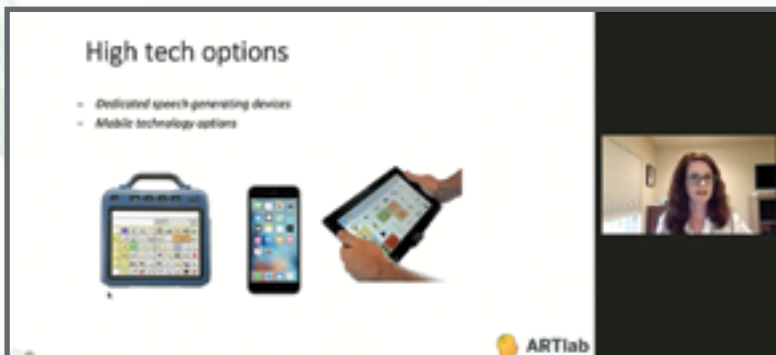 High tech options
- Dedicated speech generating devices
- Mobile technology options
ARTlab